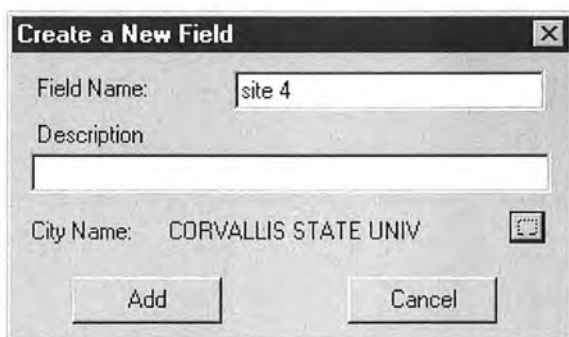 Create a New Field
Field Name: site 4
Description
City Name: CORVALLIS STATE UNIV
Add Cancel